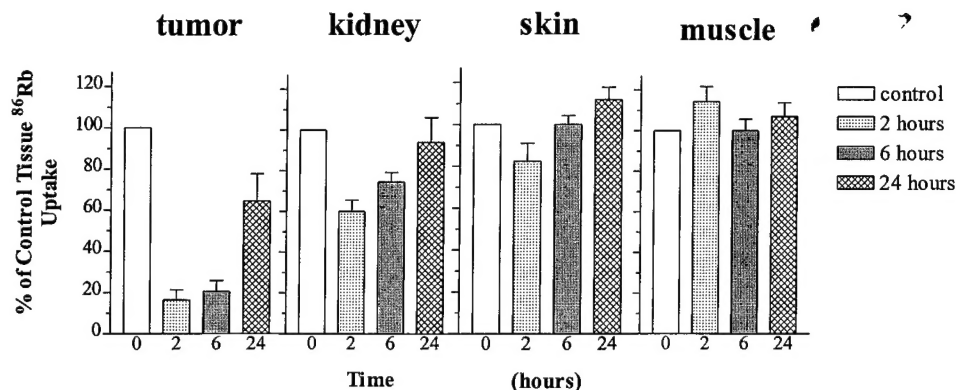 tumor kidney skin muscle
% of Control Tissue ⁸⁶Rb
Uptake
120
100
80
60
40
20
0
0 2 6 24 0 2 6 24 0 2 6 24 0 2 6 24
Time (hours)
control
2 hours
6 hours
24 hours